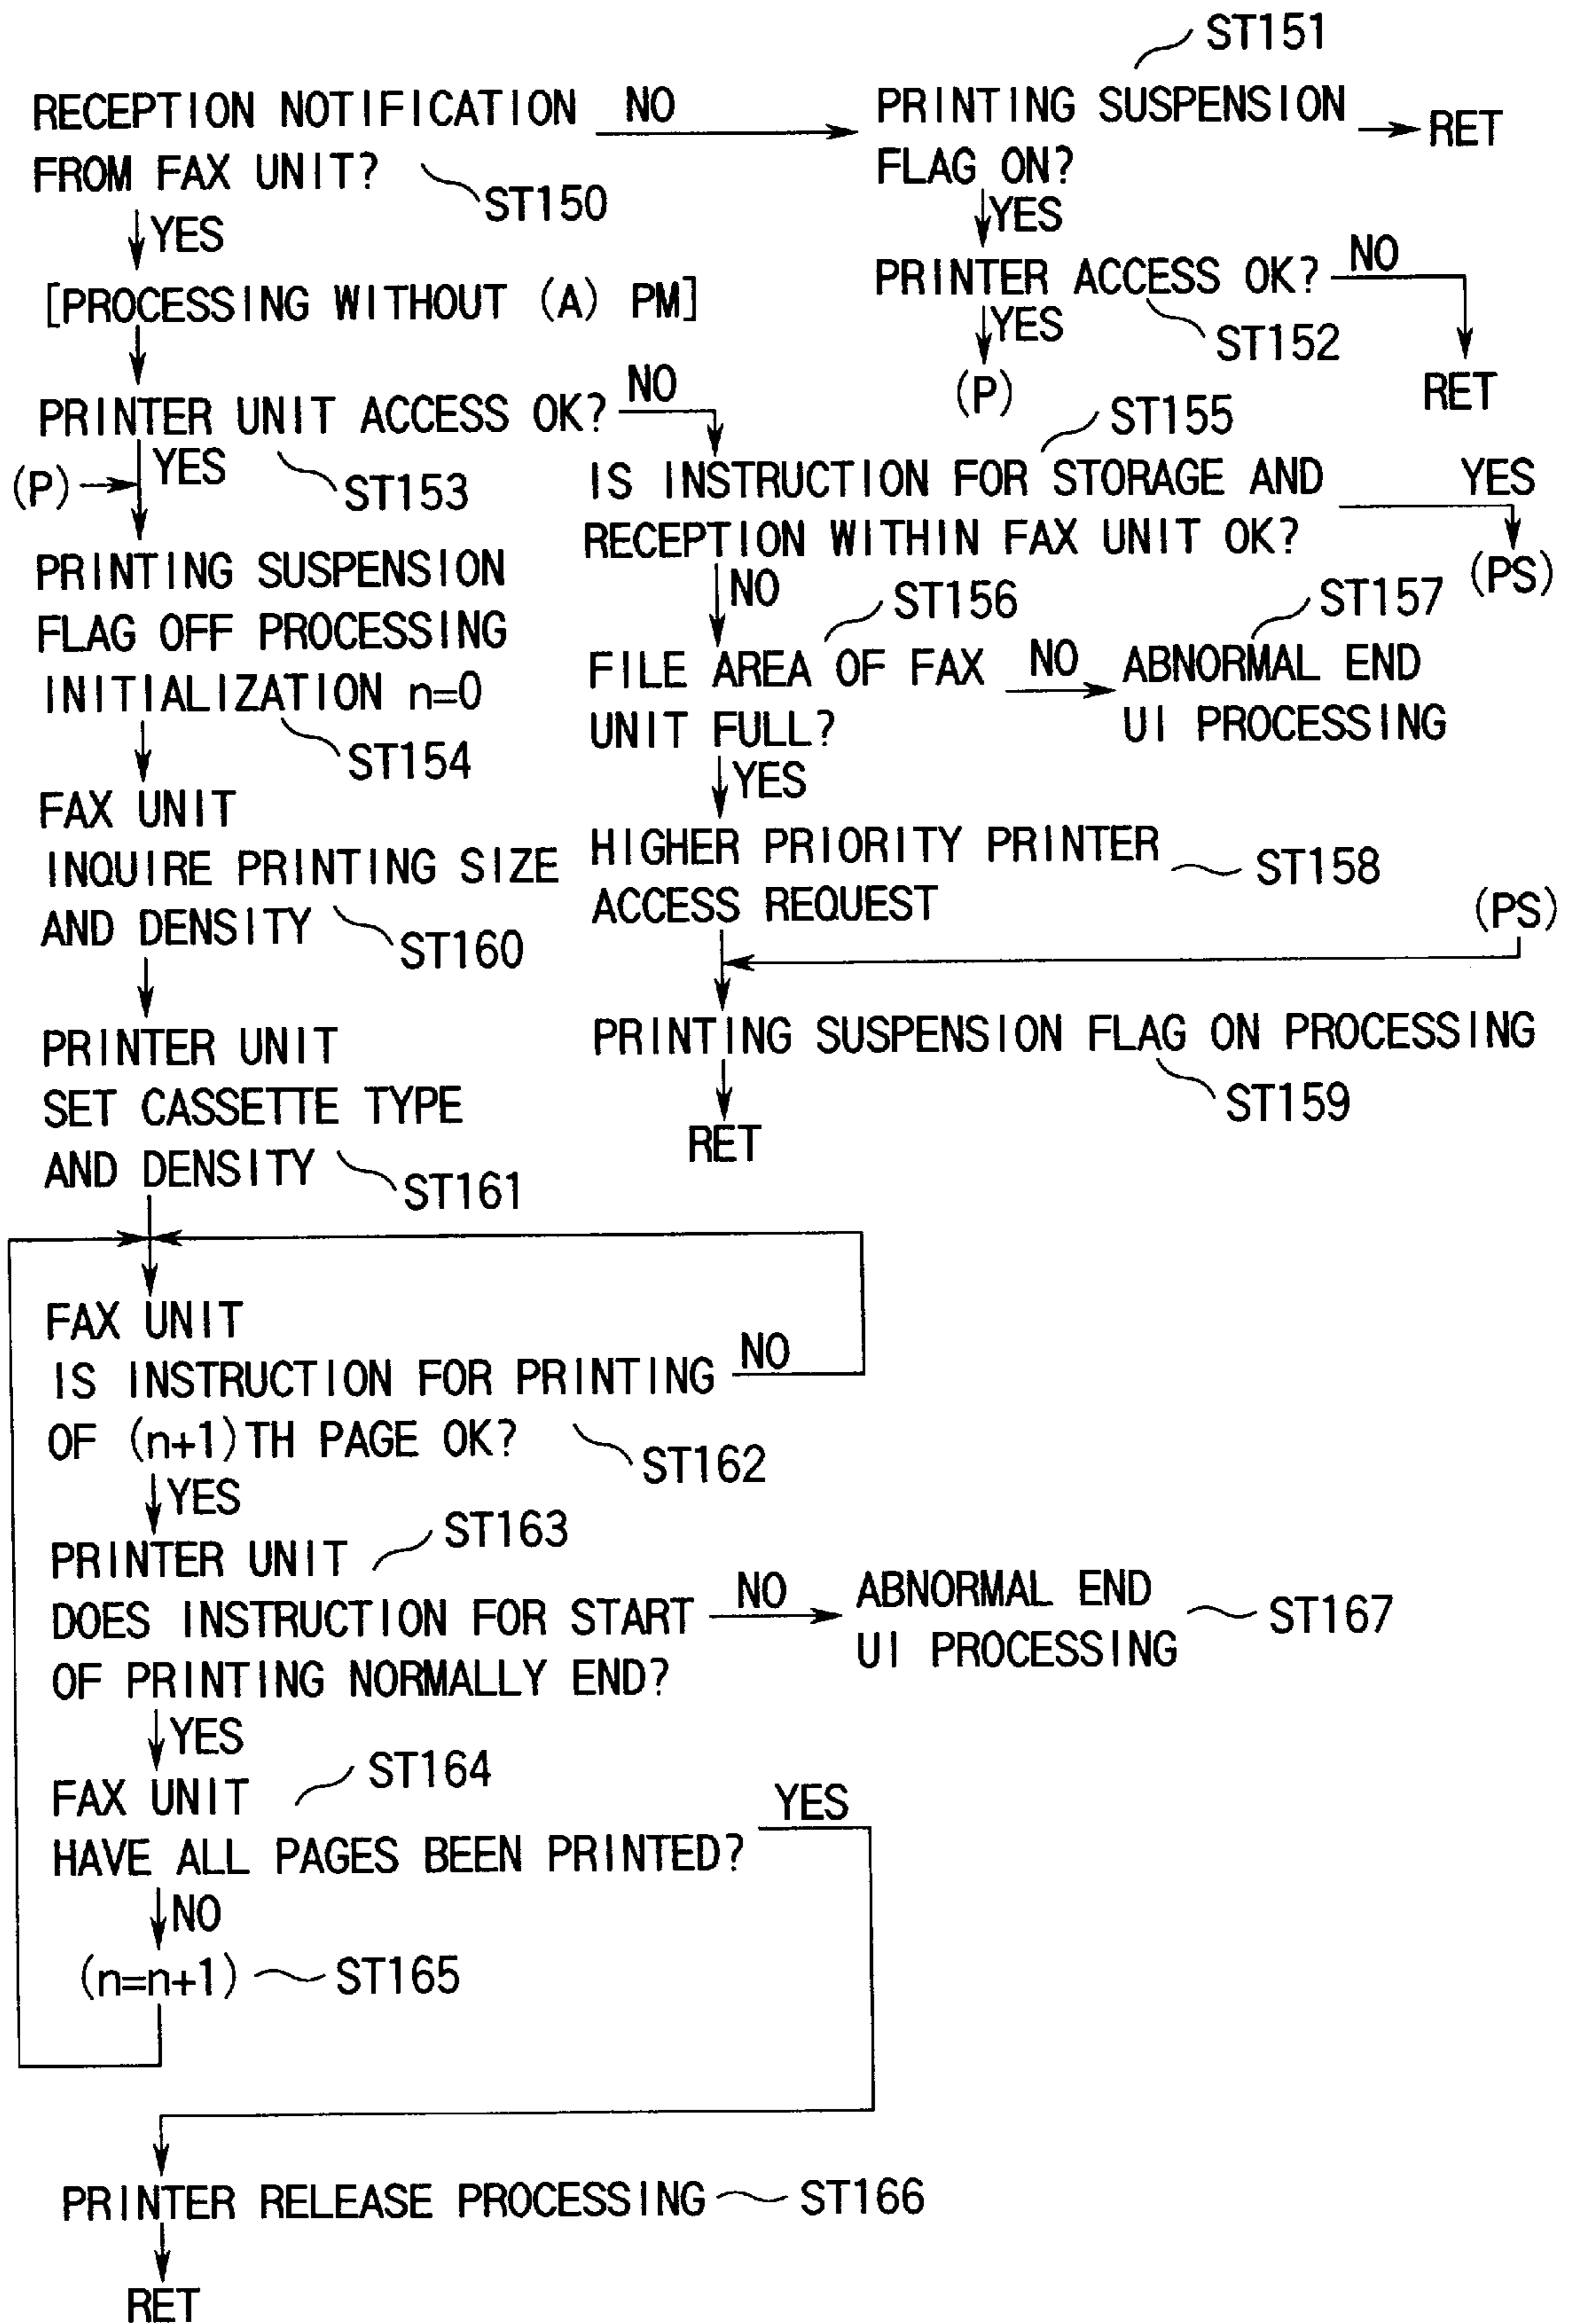 ST151
RECEPTION NOTIFICATION NO
FROM FAX UNIT?
ST150
PRINTING SUSPENSION
FLAG ON?
RET
YES
PRINTER ACCESS OK?
NO
ST152
YES
(P)
RET
YES
[PROCESSING WITHOUT (A) PM]
PRINTER UNIT ACCESS OK?
NO
(P)
YES
ST153
ST155
IS INSTRUCTION FOR STORAGE AND
RECEPTION WITHIN FAX UNIT OK?
YES
(PS)
NO
ST156
ST157
FILE AREA OF FAX
UNIT FULL?
NO
ABNORMAL END
UI PROCESSING
YES
HIGHER PRIORITY PRINTER
ACCESS REQUEST
ST158
(PS)
PRINTING SUSPENSION FLAG ON PROCESSING
ST159
RET
PRINTING SUSPENSION
FLAG OFF PROCESSING
INITIALIZATION n=0
ST154
FAX UNIT
INQUIRE PRINTING SIZE
AND DENSITY
ST160
PRINTER UNIT
SET CASSETTE TYPE
AND DENSITY
ST161
FAX UNIT
IS INSTRUCTION FOR PRINTING
NO
OF (n+1)TH PAGE OK?
ST162
YES
ST163
PRINTER UNIT
DOES INSTRUCTION FOR START
OF PRINTING NORMALLY END?
NO
ABNORMAL END
UI PROCESSING
ST167
YES
ST164
FAX UNIT
HAVE ALL PAGES BEEN PRINTED?
YES
NO
(n=n+1)
ST165
PRINTER RELEASE PROCESSING
ST166
RET